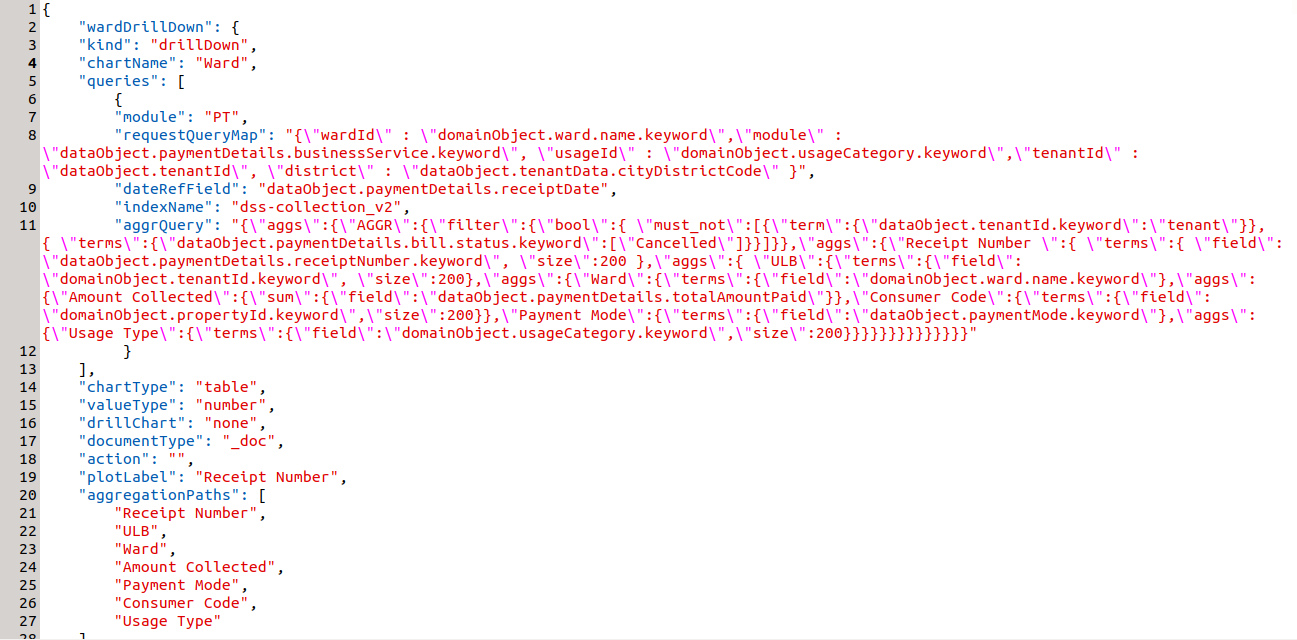 1 {
2 "wardDrillDown": {
3 "kind": "drillDown",
4 "chartName": "Ward",
5 "queries": [
6 {
7 "module": "PT",
8 "requestQueryMap": "{\"wardId\" : \"domainObject.ward.name.keyword\",\"module\" :
\"dataObject.paymentDetails.businessService.keyword\", \"usageId\" : \"domainObject.usageCategory.keyword\",\"tenantId\" :
\"dataObject.tenantId\", \"district\" : \"dataObject.tenantData.cityDistrictCode\" }",
9 "dateRefField": "dataObject.paymentDetails.receiptDate",
10 "indexName": "dss-collection_v2",
11 "aggrQuery": "{\"aggs\":{\"AGGR\":{\"filter\":{\"bool\":{ \"must_not\":[{\"term\":{\"dataObject.tenantId.keyword\":\"tenant\"}},
{ \"terms\":{\"dataObject.paymentDetails.bill.status.keyword\":[\"Cancelled\"]}}]}},\"aggs\":{\"Receipt Number \":{ \"terms\":{ \"field\":
\"dataObject.paymentDetails.receiptNumber.keyword\", \"size\":200 },\"aggs\":{ \"ULB\":{\"terms\":{\"field\":
\"domainObject.tenantId.keyword\", \"size\":200},\"aggs\":{\"Ward\":{\"terms\":{\"field\":\"domainObject.ward.name.keyword\"},\"aggs\":
{\"Amount Collected\":{\"sum\":{\"field\":\"dataObject.paymentDetails.totalAmountPaid\"}},\"Consumer Code\":{\"terms\":{\"field\":
\"domainObject.propertyId.keyword\",\"size\":200}},\"Payment Mode\":{\"terms\":{\"field\":\"dataObject.paymentMode.keyword\"},\"aggs\":
{\"Usage Type\":{\"terms\":{\"field\":\"domainObject.usageCategory.keyword\",\"size\":200}}}}}}}}}}}}}}"
12 }
13 ],
14 "chartType": "table",
15 "valueType": "number",
16 "drillChart": "none",
17 "documentType": "_doc",
18 "action": "",
19 "plotLabel": "Receipt Number",
20 "aggregationPaths": [
21 "Receipt Number",
22 "ULB",
23 "Ward",
24 "Amount Collected",
25 "Payment Mode",
26 "Consumer Code",
27 "Usage Type"
28 ]